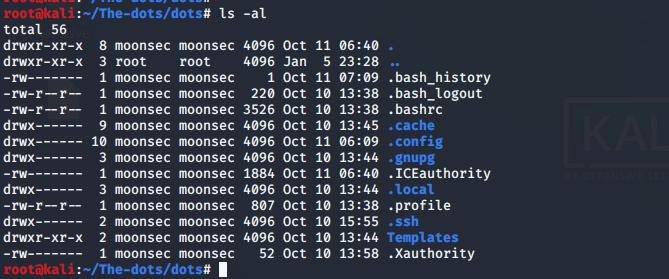 root@kali:~/The-dots/dots# ls -al
total 56
drwxr-xr-x  8 moonsec moonsec 4096 Oct 11 06:40 .
drwxr-xr-x  3 root    root    4096 Jan  5 23:28 ..
-rw-------  1 moonsec moonsec    1 Oct 11 07:09 .bash_history
-rw-r--r--  1 moonsec moonsec  220 Oct 10 13:38 .bash_logout
-rw-r--r--  1 moonsec moonsec 3526 Oct 10 13:38 .bashrc
drwx------  9 moonsec moonsec 4096 Oct 10 13:45 .cache
drwx------ 10 moonsec moonsec 4096 Oct 11 06:09 .config
drwx------  3 moonsec moonsec 4096 Oct 10 13:44 .gnupg
-rw-------  1 moonsec moonsec 1884 Oct 11 06:40 .ICEauthority
drwx------  3 moonsec moonsec 4096 Oct 10 13:44 .local
-rw-r--r--  1 moonsec moonsec  807 Oct 10 13:38 .profile
drwx------  2 moonsec moonsec 4096 Oct 10 15:55 .ssh
drwxr-xr-x  2 moonsec moonsec 4096 Oct 10 13:44 Templates
-rw-------  1 moonsec moonsec   52 Oct 10 13:58 .Xauthority
root@kali:~/The-dots/dots#
KAL